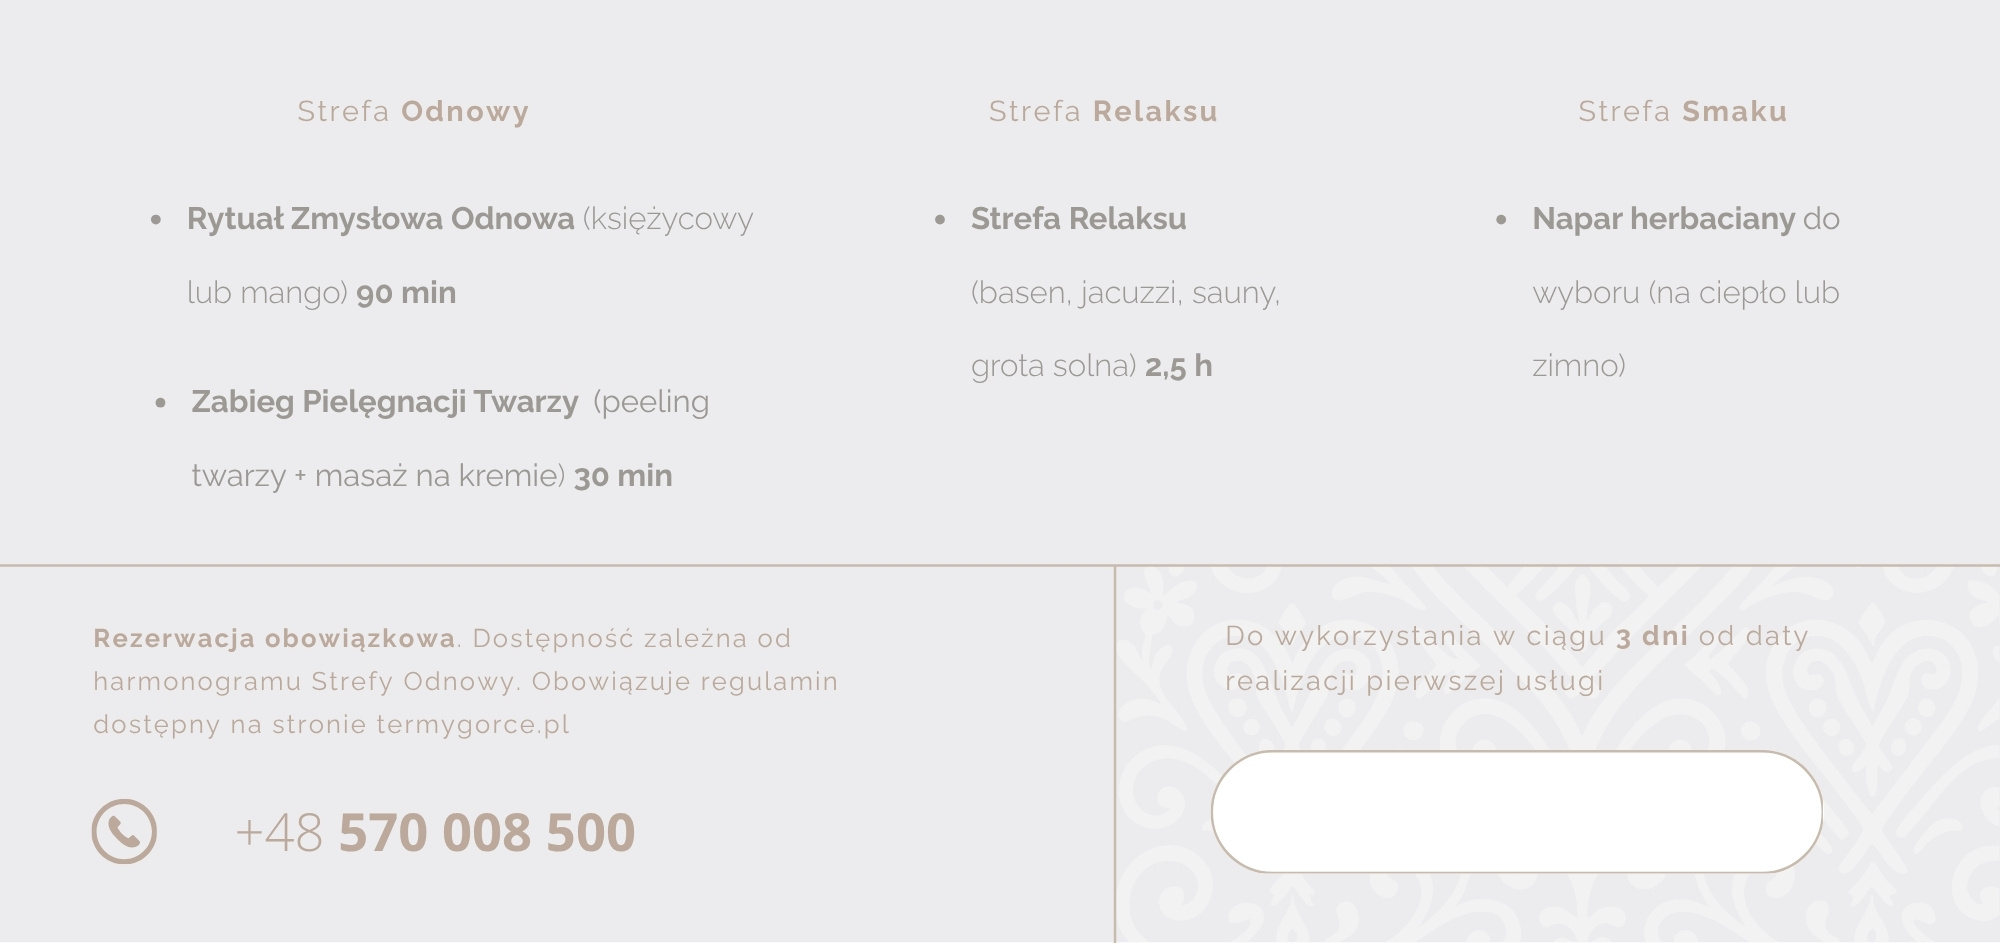 Strefa Odnowy
• Rytuał Zmysłowa Odnowa (księżycowy
lub mango) 90 min
• Zabieg Pielęgnacji Twarzy (peeling
twarzy + masaż na kremie) 30 min
Strefa Relaksu
• Strefa Relaksu
(basen, jacuzzi, sauny,
grota solna) 2,5 h
Strefa Smaku
• Napar herbaciany do
wyboru (na ciepło lub
zimno)
Rezerwacja obowiązkowa. Dostępność zależna od
harmonogramu Strefy Odnowy. Obowiązuje regulamin
dostępny na stronie termygorce.pl
+48 570 008 500
Do wykorzystania w ciągu 3 dni od daty
realizacji pierwszej usługi